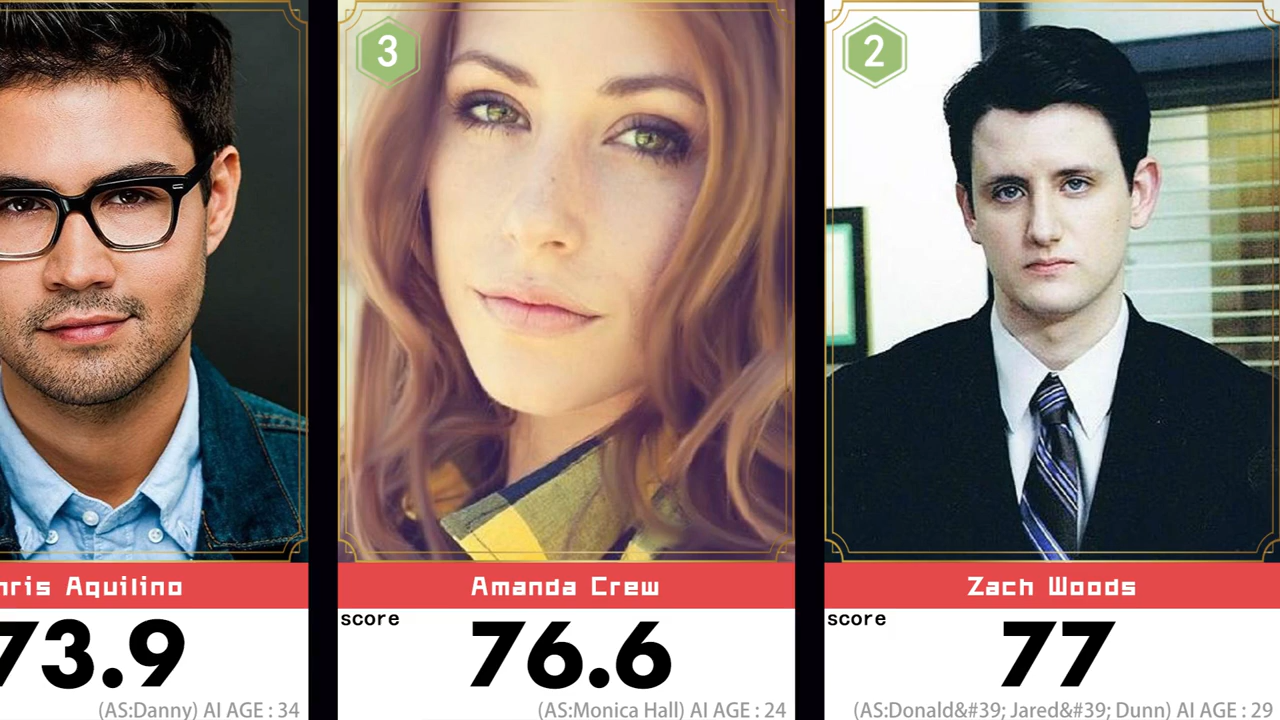 3
2
hris Aquilino
Amanda Crew
Zach Woods
73.9
score
76.6
score
77
(AS:Danny) AI AGE : 34
(AS:Monica Hall) AI AGE : 24
(AS:Donald&#39; Jared&#39; Dunn) AI AGE : 29